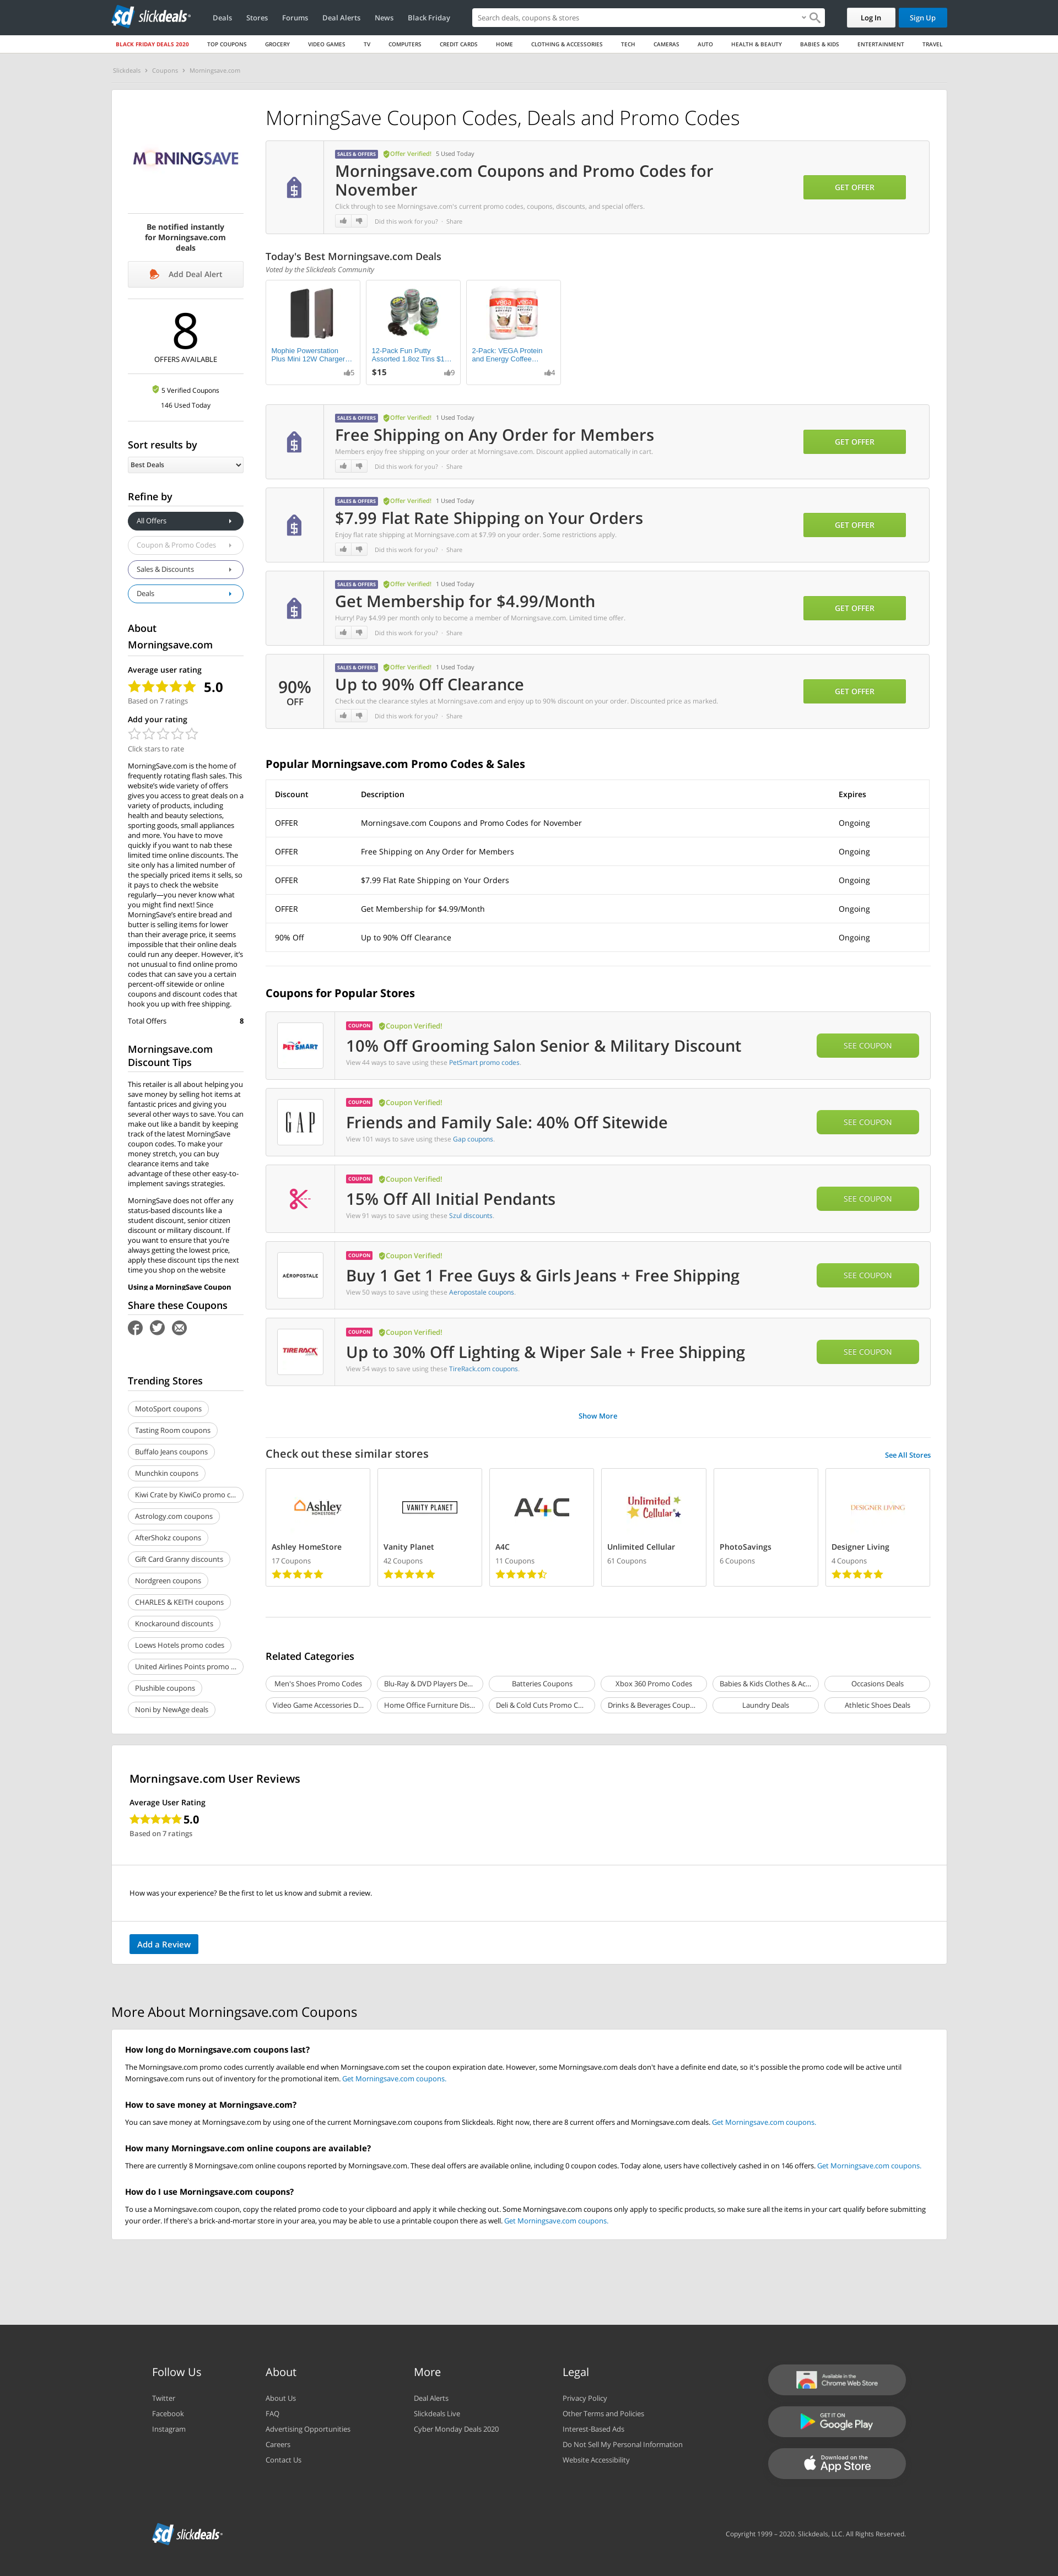 slickdeals
Deals Stores Forums Deal Alerts News Black Friday
Search deals, coupons & stores
Log In
Sign Up
BLACK FRIDAY DEALS 2020 TOP COUPONS GROCERY VIDEO GAMES TV COMPUTERS CREDIT CARDS HOME CLOTHING & ACCESSORIES TECH CAMERAS AUTO HEALTH & BEAUTY BABIES & KIDS ENTERTAINMENT TRAVEL
Slickdeals › Coupons › Morningsave.com
MORNINGSAVE
Be notified instantly
for Morningsave.com
deals
Add Deal Alert
8
OFFERS AVAILABLE
5 Verified Coupons
146 Used Today
Sort results by
Best Deals
Refine by
All Offers
Coupon & Promo Codes
Sales & Discounts
Deals
About
Morningsave.com
Average user rating
5.0
Based on 7 ratings
Add your rating
Click stars to rate
MorningSave.com is the home of
frequently rotating flash sales. This
website's wide variety of offers
gives you access to great deals on a
variety of products, including
health and beauty selections,
sporting goods, small appliances
and more. You have to move
quickly if you want to nab these
limited time online discounts. The
site only has a limited number of
the specially priced items it sells, so
it pays to check the website
regularly—you never know what
you might find next! Since
MorningSave's entire bread and
butter is selling items for lower
than their average price, it seems
impossible that their online deals
could run any deeper. However, it's
not unusual to find online promo
codes that can save you a certain
percent-off sitewide or online
coupons and discount codes that
hook you up with free shipping.
Total Offers 8
Morningsave.com
Discount Tips
This retailer is all about helping you
save money by selling hot items at
fantastic prices and giving you
several other ways to save. You can
make out like a bandit by keeping
track of the latest MorningSave
coupon codes. To make your
money stretch, you can buy
clearance items and take
advantage of these other easy-to-
implement savings strategies.
MorningSave does not offer any
status-based discounts like a
student discount, senior citizen
discount or military discount. If
you want to ensure that you're
always getting the lowest price,
apply these discount tips the next
time you shop on the website
Using a MorningSave Coupon
Share these Coupons
Trending Stores
MotoSport coupons
Tasting Room coupons
Buffalo Jeans coupons
Munchkin coupons
Kiwi Crate by KiwiCo promo c...
Astrology.com coupons
AfterShokz coupons
Gift Card Granny discounts
Nordgreen coupons
CHARLES & KEITH coupons
Knockaround discounts
Loews Hotels promo codes
United Airlines Points promo ...
Plushible coupons
Noni by NewAge deals
MorningSave Coupon Codes, Deals and Promo Codes
SALES & OFFERS Offer Verified! 5 Used Today
Morningsave.com Coupons and Promo Codes for
November
Click through to see Morningsave.com's current promo codes, coupons, discounts, and special offers.
Did this work for you? · Share
GET OFFER
Today's Best Morningsave.com Deals
Voted by the Slickdeals Community
Mophie Powerstation
Plus Mini 12W Charger...
5
12-Pack Fun Putty
Assorted 1.8oz Tins $1...
$15 9
2-Pack: VEGA Protein
and Energy Coffee...
4
SALES & OFFERS Offer Verified! 1 Used Today
Free Shipping on Any Order for Members
Members enjoy free shipping on your order at Morningsave.com. Discount applied automatically in cart.
Did this work for you? · Share
GET OFFER
SALES & OFFERS Offer Verified! 1 Used Today
$7.99 Flat Rate Shipping on Your Orders
Enjoy flat rate shipping at Morningsave.com at $7.99 on your order. Some restrictions apply.
Did this work for you? · Share
GET OFFER
SALES & OFFERS Offer Verified! 1 Used Today
Get Membership for $4.99/Month
Hurry! Pay $4.99 per month only to become a member of Morningsave.com. Limited time offer.
Did this work for you? · Share
GET OFFER
90%
OFF
SALES & OFFERS Offer Verified! 1 Used Today
Up to 90% Off Clearance
Check out the clearance styles at Morningsave.com and enjoy up to 90% discount on your order. Discounted price as marked.
Did this work for you? · Share
GET OFFER
Popular Morningsave.com Promo Codes & Sales
Discount Description Expires
OFFER Morningsave.com Coupons and Promo Codes for November Ongoing
OFFER Free Shipping on Any Order for Members Ongoing
OFFER $7.99 Flat Rate Shipping on Your Orders Ongoing
OFFER Get Membership for $4.99/Month Ongoing
90% Off Up to 90% Off Clearance Ongoing
Coupons for Popular Stores
PETSMART
COUPON Coupon Verified!
10% Off Grooming Salon Senior & Military Discount
View 44 ways to save using these PetSmart promo codes.
SEE COUPON
GAP
COUPON Coupon Verified!
Friends and Family Sale: 40% Off Sitewide
View 101 ways to save using these Gap coupons.
SEE COUPON
COUPON Coupon Verified!
15% Off All Initial Pendants
View 91 ways to save using these Szul discounts.
SEE COUPON
AÉROPOSTALE
COUPON Coupon Verified!
Buy 1 Get 1 Free Guys & Girls Jeans + Free Shipping
View 50 ways to save using these Aeropostale coupons.
SEE COUPON
TIRE RACK
COUPON Coupon Verified!
Up to 30% Off Lighting & Wiper Sale + Free Shipping
View 54 ways to save using these TireRack.com coupons.
SEE COUPON
Show More
Check out these similar stores
See All Stores
Ashley HOMESTORE
Ashley HomeStore
17 Coupons
VANITY PLANET
Vanity Planet
42 Coupons
A4C
A4C
11 Coupons
Unlimited Cellular
Unlimited Cellular
61 Coupons
PhotoSavings
6 Coupons
DESIGNER LIVING
Designer Living
4 Coupons
Related Categories
Men's Shoes Promo Codes Blu-Ray & DVD Players De... Batteries Coupons Xbox 360 Promo Codes Babies & Kids Clothes & Ac... Occasions Deals
Video Game Accessories D... Home Office Furniture Dis... Deli & Cold Cuts Promo C... Drinks & Beverages Coup... Laundry Deals Athletic Shoes Deals
Morningsave.com User Reviews
Average User Rating
5.0
Based on 7 ratings
How was your experience? Be the first to let us know and submit a review.
Add a Review
More About Morningsave.com Coupons
How long do Morningsave.com coupons last?
The Morningsave.com promo codes currently available end when Morningsave.com set the coupon expiration date. However, some Morningsave.com deals don't have a definite end date, so it's possible the promo code will be active until
Morningsave.com runs out of inventory for the promotional item. Get Morningsave.com coupons.
How to save money at Morningsave.com?
You can save money at Morningsave.com by using one of the current Morningsave.com coupons from Slickdeals. Right now, there are 8 current offers and Morningsave.com deals. Get Morningsave.com coupons.
How many Morningsave.com online coupons are available?
There are currently 8 Morningsave.com online coupons reported by Morningsave.com. These deal offers are available online, including 0 coupon codes. Today alone, users have collectively cashed in on 146 offers. Get Morningsave.com coupons.
How do I use Morningsave.com coupons?
To use a Morningsave.com coupon, copy the related promo code to your clipboard and apply it while checking out. Some Morningsave.com coupons only apply to specific products, so make sure all the items in your cart qualify before submitting
your order. If there's a brick-and-mortar store in your area, you may be able to use a printable coupon there as well. Get Morningsave.com coupons.
Follow Us
Twitter
Facebook
Instagram
About
About Us
FAQ
Advertising Opportunities
Careers
Contact Us
More
Deal Alerts
Slickdeals Live
Cyber Monday Deals 2020
Legal
Privacy Policy
Other Terms and Policies
Interest-Based Ads
Do Not Sell My Personal Information
Website Accessibility
Available in the
Chrome Web Store
GET IT ON
Google Play
Download on the
App Store
slickdeals
Copyright 1999 – 2020. Slickdeals, LLC. All Rights Reserved.